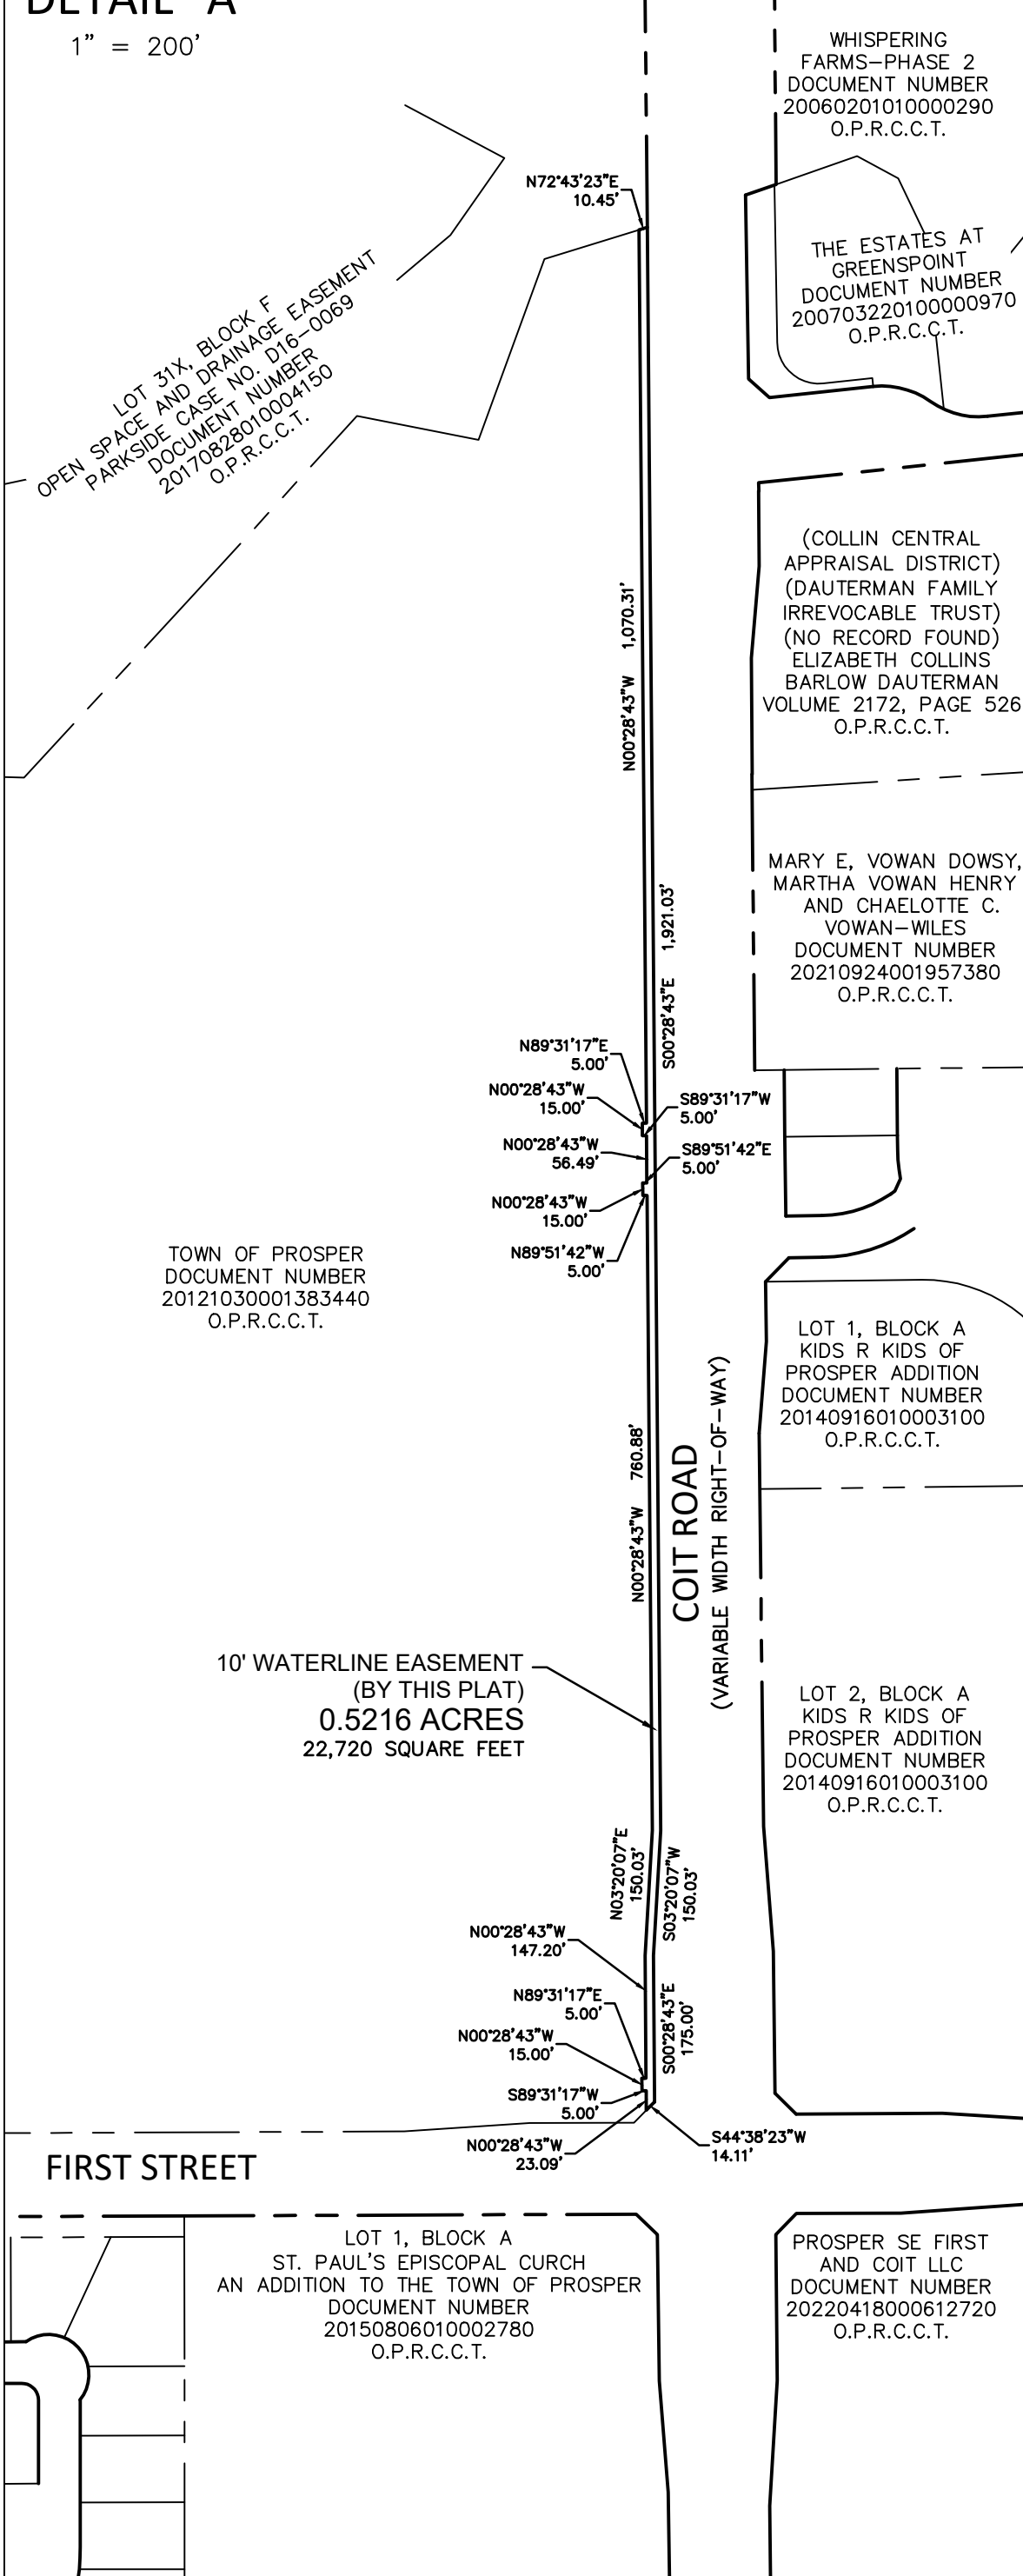 DETAIL "A"
1" = 200'
WHISPERING
FARMS-PHASE 2
DOCUMENT NUMBER
20060201010000290
O.P.R.C.C.T.
N72°43'23"E
10.45'
THE ESTATES AT
GREENSPOINT
DOCUMENT NUMBER
200703220100000970
O.P.R.C.C.T.
LOT 31X, BLOCK F
OPEN SPACE AND DRAINAGE EASEMENT
PARKSIDE CASE NO. D16-0069
DOCUMENT NUMBER
20170828010004150
O.P.R.C.C.T.
(COLLIN CENTRAL
APPRAISAL DISTRICT)
(DAUTERMAN FAMILY
IRREVOCABLE TRUST)
(NO RECORD FOUND)
ELIZABETH COLLINS
BARLOW DAUTERMAN
VOLUME 2172, PAGE 526
O.P.R.C.C.T.
N00°28'43"W 1,070.31'
MARY E, VOWAN DOWSY,
MARTHA VOWAN HENRY
AND CHAELOTTE C.
VOWAN-WILES
DOCUMENT NUMBER
20210924001957380
O.P.R.C.C.T.
S00°28'43"E 1,921.03'
N89°31'17"E
5.00'
N00°28'43"W
15.00'
S89°31'17"W
5.00'
N00°28'43"W
56.49'
S89°51'42"E
5.00'
N00°28'43"W
15.00'
N89°51'42"W
5.00'
TOWN OF PROSPER
DOCUMENT NUMBER
20121030001383440
O.P.R.C.C.T.
LOT 1, BLOCK A
KIDS R KIDS OF
PROSPER ADDITION
DOCUMENT NUMBER
20140916010003100
O.P.R.C.C.T.
N00°28'43"W 760.88'
COIT ROAD
(VARIABLE WIDTH RIGHT-OF-WAY)
10' WATERLINE EASEMENT
(BY THIS PLAT)
0.5216 ACRES
22,720 SQUARE FEET
LOT 2, BLOCK A
KIDS R KIDS OF
PROSPER ADDITION
DOCUMENT NUMBER
20140916010003100
O.P.R.C.C.T.
N03°20'07"E
150.03'
S03°20'07"W
150.03'
N00°28'43"W
147.20'
N89°31'17"E
5.00'
S00°28'43"E
175.00'
N00°28'43"W
15.00'
S89°31'17"W
5.00'
N00°28'43"W
23.09'
S44°38'23"W
14.11'
FIRST STREET
LOT 1, BLOCK A
ST. PAUL'S EPISCOPAL CURCH
AN ADDITION TO THE TOWN OF PROSPER
DOCUMENT NUMBER
20150806010002780
O.P.R.C.C.T.
PROSPER SE FIRST
AND COIT LLC
DOCUMENT NUMBER
20220418000612720
O.P.R.C.C.T.